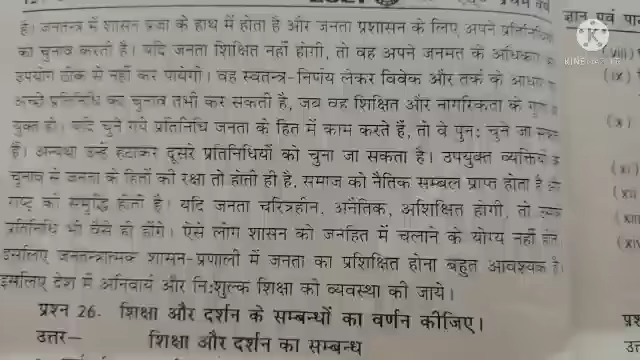 प्रथम वर्ष
है। जनतन्त्र में शासन प्रजा के हाथ में होता है और जनता प्रशासन के लिए अपने प्रतिनिधियों
का चुनाव करती है। यदि जनता शिक्षित नहीं होगी, तो वह अपने जनमत के अधिकार का
उपयोग ठीक से नहीं कर पायेगी। वह स्वतन्त्र-निर्णय लेकर विवेक और तर्क के आधार
अच्छे प्रतिनिधि का चुनाव तभी कर सकती है, जब वह शिक्षित और नागरिकता के
युक्त हो। यदि चुने गये प्रतिनिधि जनता के हित में काम करते हैं, तो वे पुनः चुने जा
हैं। अन्यथा उन्हें हटाकर दूसरे प्रतिनिधियों को चुना जा सकता है। उपयुक्त व्यक्तियों
चुनाव में जनता के हितों की रक्षा तो होती ही है, समाज को नैतिक सम्बल प्राप्त होता है
राष्ट्र की समृद्धि होती है। यदि जनता चरित्रहीन, अनैतिक, अशिक्षित होगी, तो उसके
प्रतिनिधि भी वैसे ही होंगे। ऐसे लोग शासन को जनहित में चलाने के योग्य नहीं होते
इसलिए जनतन्त्रात्मक शासन-प्रणाली में जनता का प्रशिक्षित होना बहुत आवश्यक है।
इसलिए देश में अनिवार्य और निःशुल्क शिक्षा की व्यवस्था की जाये।
प्रश्न 26. शिक्षा और दर्शन के सम्बन्धों का वर्णन कीजिए।
उत्तर— शिक्षा और दर्शन का सम्बन्ध
ज्ञान एवं
(viii)
(ix)
(x)
(xi)
(xii)
(xiii)
(xiv)
KINEMASTER